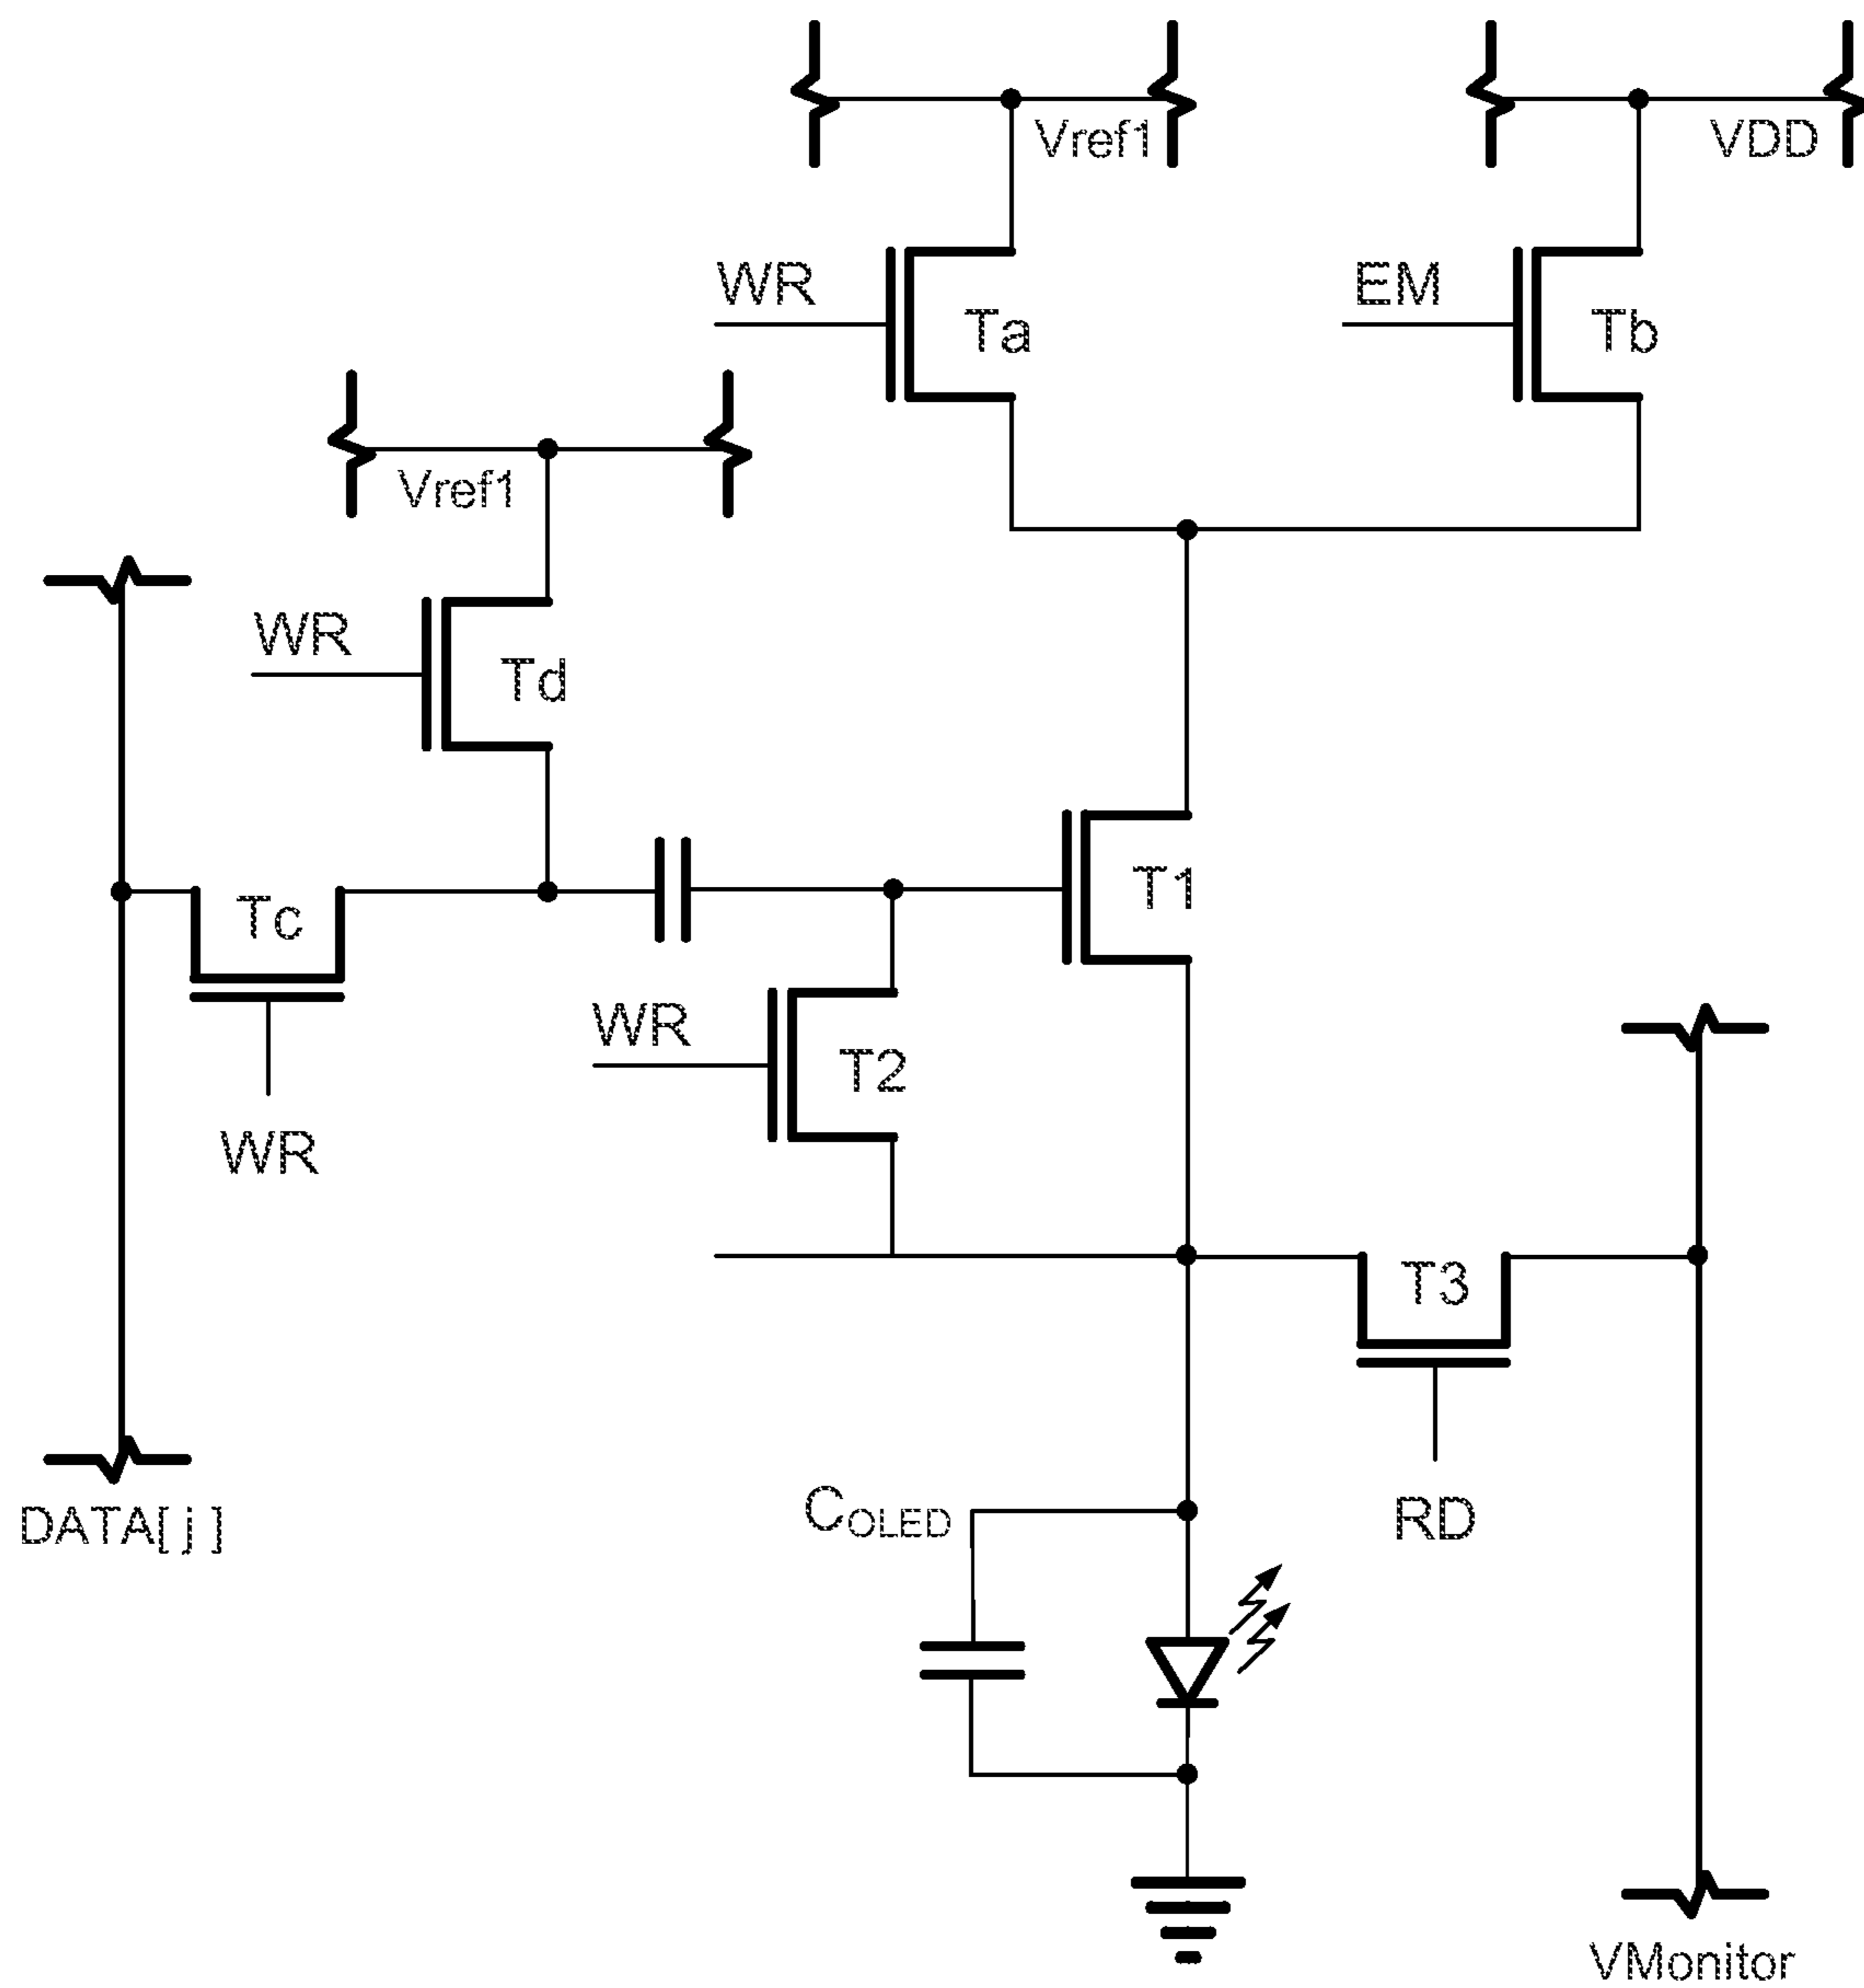 Vref1
VDD
WR
Ta
EM
Tb
Vref1
WR
Td
T1
Tc
WR
T2
WR
T3
COLED
RD
DATA[ j ]
VMonitor